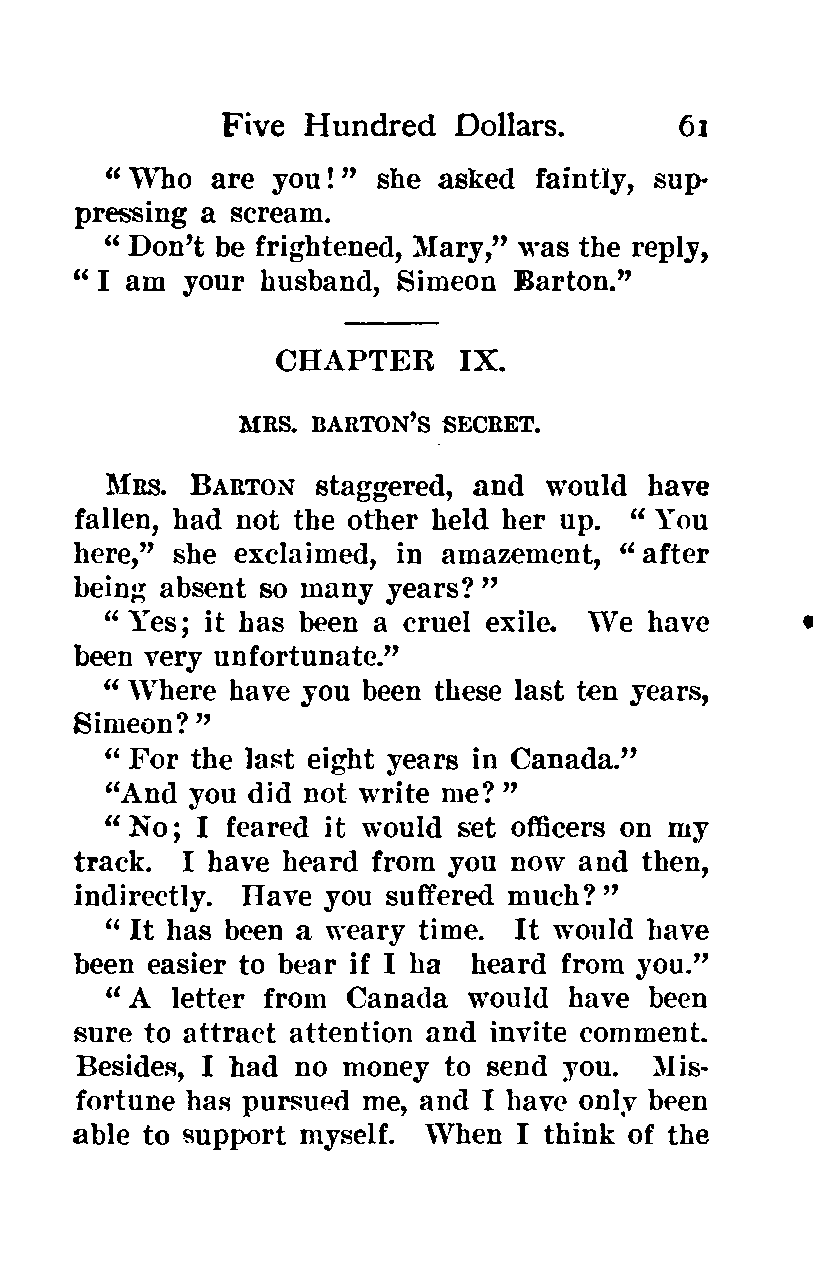 Five Hundred Dollars. 61
“Who are you!” she asked faintly, sup-
pressing a scream.
“Don’t be frightened, Mary,” was the reply,
“I am your husband, Simeon Barton.”
CHAPTER IX.
MRS. BARTON’S SECRET.
MRS. BARTON staggered, and would have
fallen, had not the other held her up. “You
here,” she exclaimed, in amazement, “after
being absent so many years?”
“Yes; it has been a cruel exile. We have
been very unfortunate.”
“Where have you been these last ten years,
Simeon?”
“For the last eight years in Canada.”
“And you did not write me?”
“No; I feared it would set officers on my
track. I have heard from you now and then,
indirectly. Have you suffered much?”
“It has been a weary time. It would have
been easier to bear if I ha heard from you.”
“A letter from Canada would have been
sure to attract attention and invite comment.
Besides, I had no money to send you. Mis-
fortune has pursued me, and I have only been
able to support myself. When I think of the